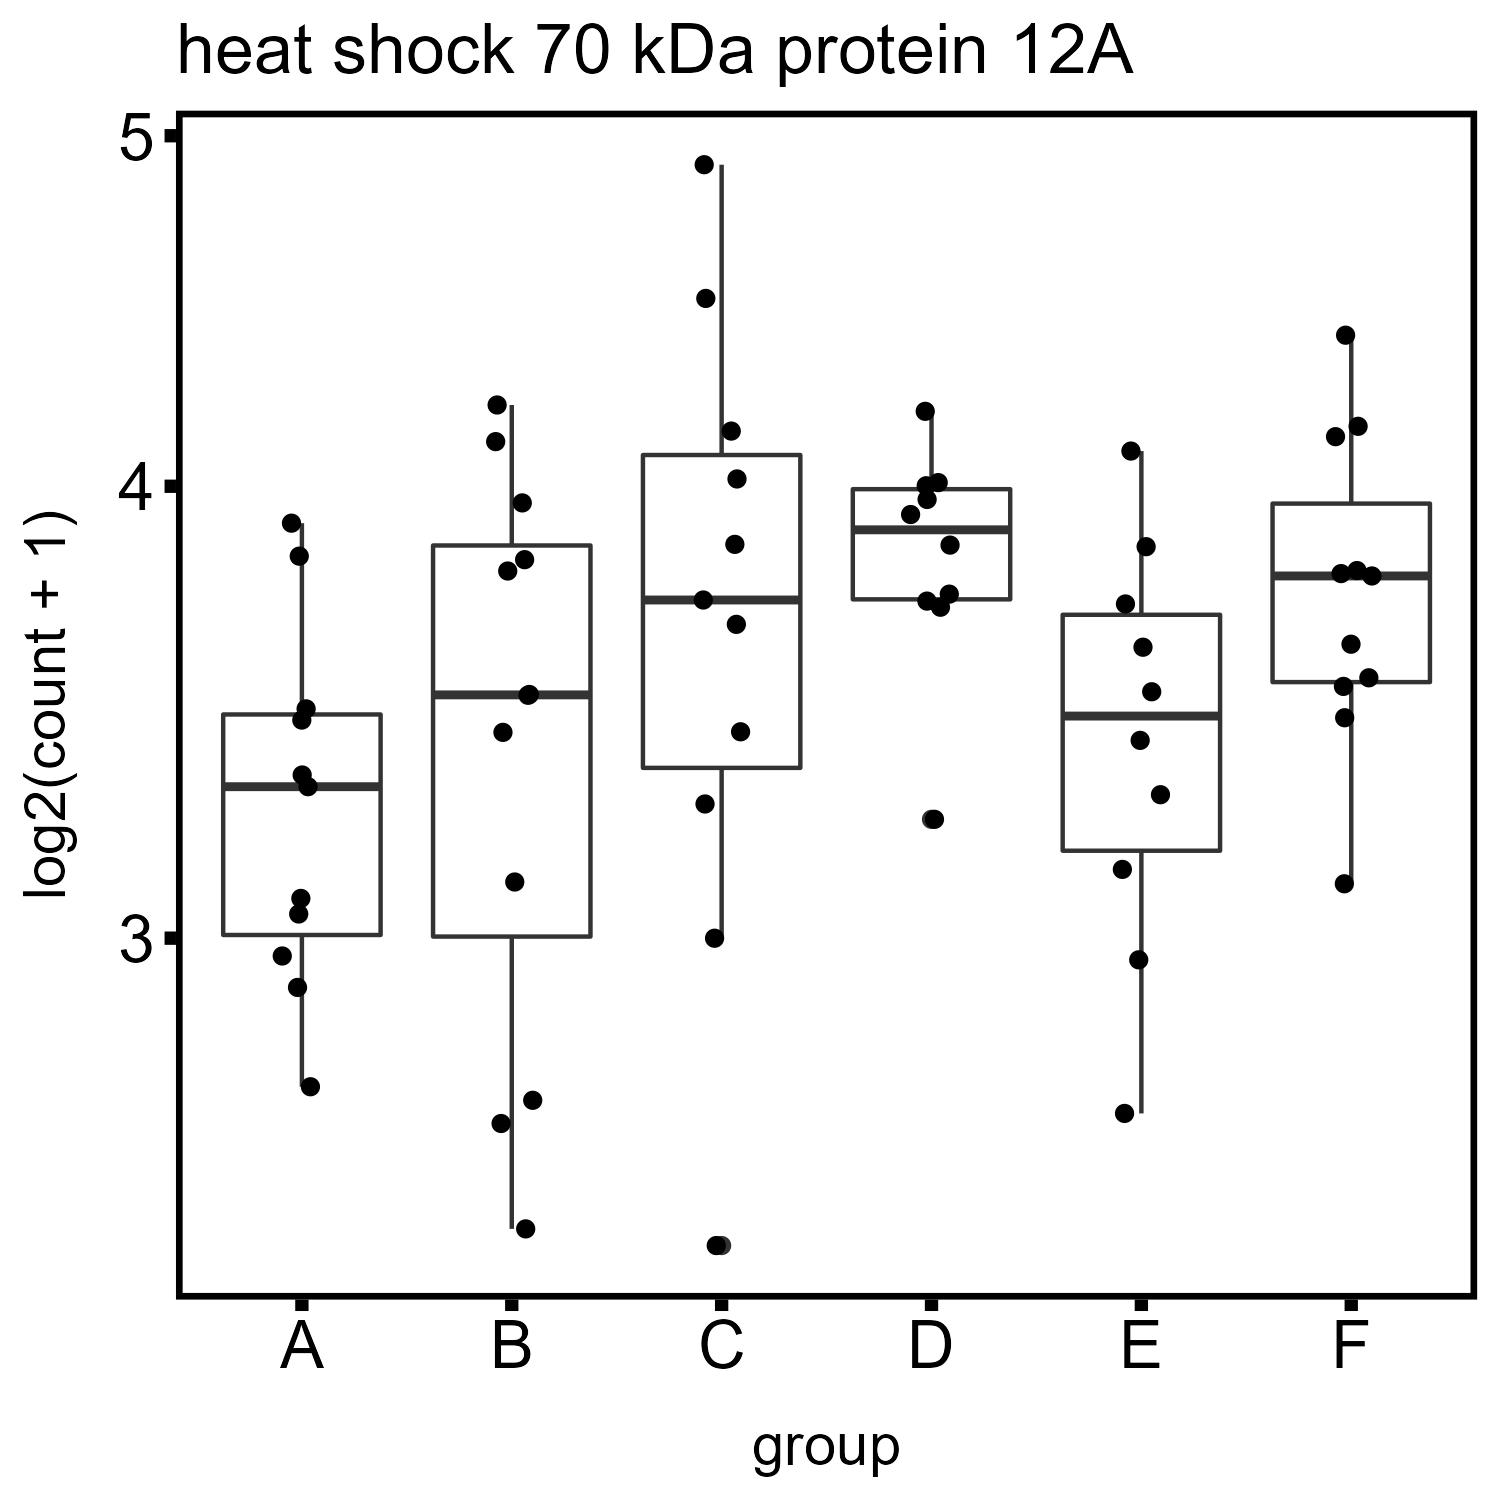 heat shock 70 kDa protein 12A
5
4
3
log2(count + 1)
A B C D E F
group